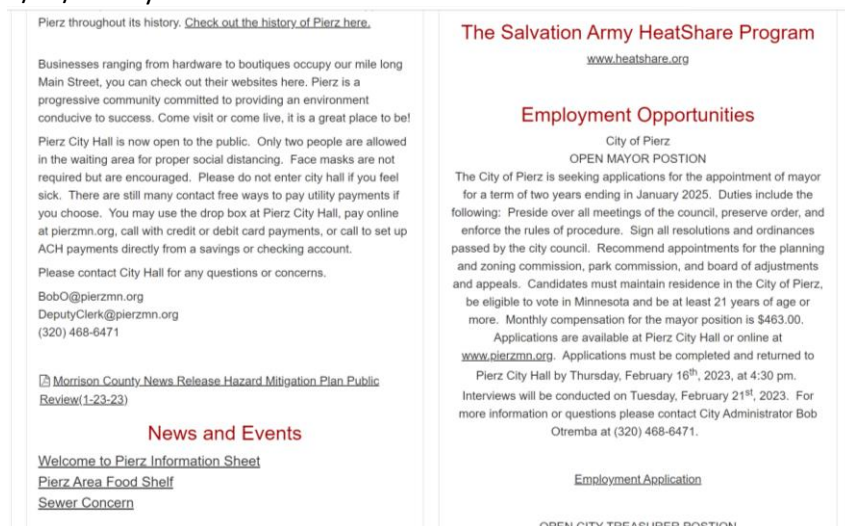 Pierz throughout its history. Check out the history of Pierz here.
Businesses ranging from hardware to boutiques occupy our mile long
Main Street, you can check out their websites here. Pierz is a
progressive community committed to providing an environment
conducive to success. Come visit or come live, it is a great place to be!
Pierz City Hall is now open to the public. Only two people are allowed
in the waiting area for proper social distancing. Face masks are not
required but are encouraged. Please do not enter city hall if you feel
sick. There are still many contact free ways to pay utility payments if
you choose. You may use the drop box at Pierz City Hall, pay online
at pierzmn.org, call with credit or debit card payments, or call to set up
ACH payments directly from a savings or checking account.
Please contact City Hall for any questions or concerns.
BobO@pierzmn.org
DeputyClerk@pierzmn.org
(320) 468-6471
Morrison County News Release Hazard Mitigation Plan Public
Review(1-23-23)
News and Events
Welcome to Pierz Information Sheet
Pierz Area Food Shelf
Sewer Concern
The Salvation Army HeatShare Program
www.heatshare.org
Employment Opportunities
City of Pierz
OPEN MAYOR POSTION
The City of Pierz is seeking applications for the appointment of mayor
for a term of two years ending in January 2025. Duties include the
following: Preside over all meetings of the council, preserve order, and
enforce the rules of procedure. Sign all resolutions and ordinances
passed by the city council. Recommend appointments for the planning
and zoning commission, park commission, and board of adjustments
and appeals. Candidates must maintain residence in the City of Pierz,
be eligible to vote in Minnesota and be at least 21 years of age or
more. Monthly compensation for the mayor position is $463.00.
Applications are available at Pierz City Hall or online at
www.pierzmn.org. Applications must be completed and returned to
Pierz City Hall by Thursday, February 16th, 2023, at 4:30 pm.
Interviews will be conducted on Tuesday, February 21st, 2023. For
more information or questions please contact City Administrator Bob
Otremba at (320) 468-6471.
Employment Application
OPEN CITY TREASURER POSTION